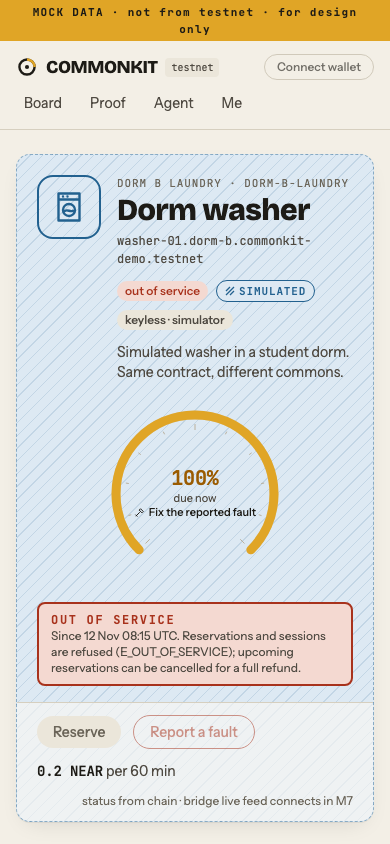 MOCK DATA · not from testnet · for design
only
COMMONKIT testnet Connect wallet
Board Proof Agent Me
DORM B LAUNDRY · DORM-B-LAUNDRY
Dorm washer
washer-01.dorm-b.commonkit-
demo.testnet
out of service SIMULATED
keyless · simulator
Simulated washer in a student dorm.
Same contract, different commons.
100%
due now
Fix the reported fault
OUT OF SERVICE
Since 12 Nov 08:15 UTC. Reservations and sessions
are refused (E_OUT_OF_SERVICE); upcoming
reservations can be cancelled for a full refund.
Reserve Report a fault
0.2 NEAR per 60 min
status from chain · bridge live feed connects in M7